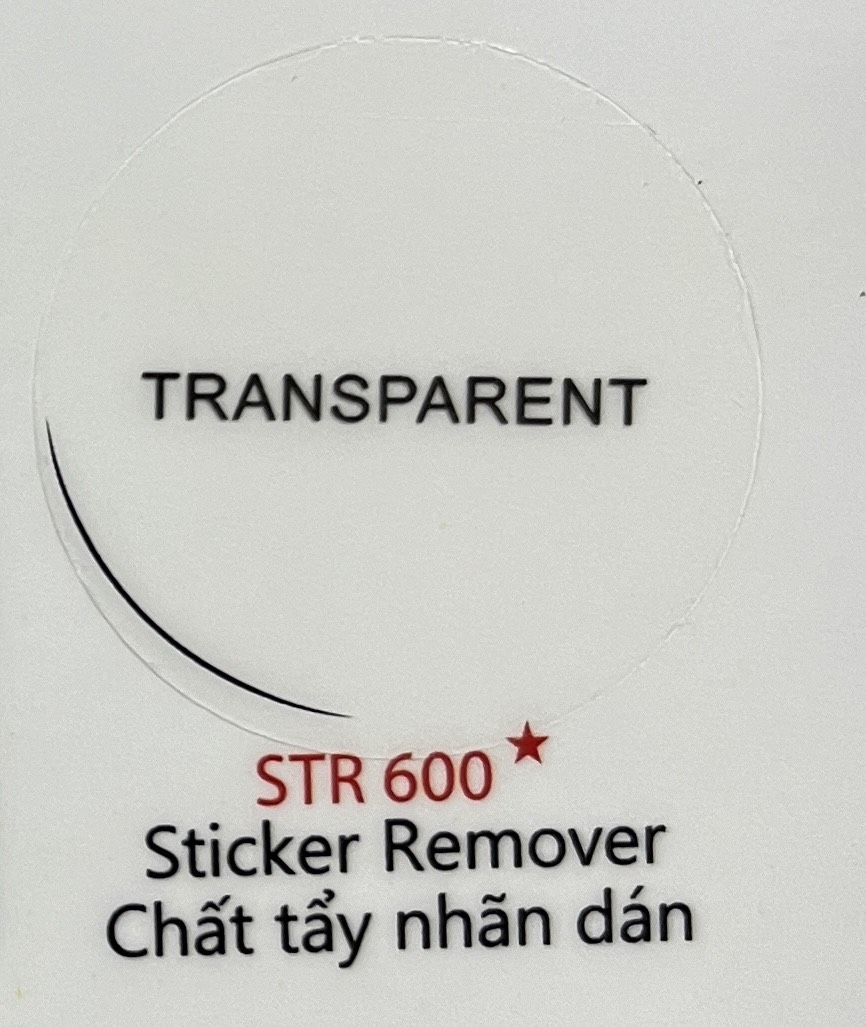 TRANSPARENT
STR 600 ★
Sticker Remover
Chất tẩy nhãn dán